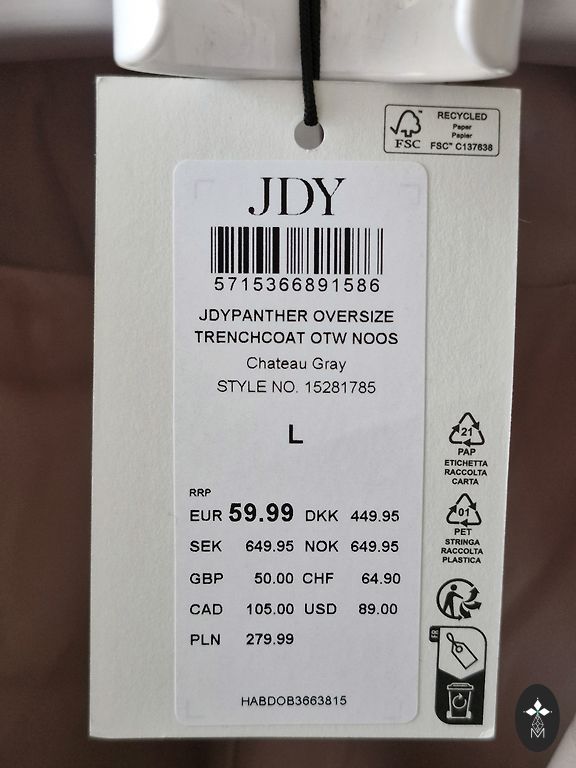 RECYCLED
Paper
Papier
FSC™ C137638
FSC
JDY
5715366891586
JDYPANTHER OVERSIZE
TRENCHCOAT OTW NOOS
Chateau Gray
STYLE NO. 15281785
L
RRP
EUR 59.99 DKK 449.95
SEK 649.95 NOK 649.95
GBP 50.00 CHF 64.90
CAD 105.00 USD 89.00
PLN 279.99
HABDOB3663815
21
PAP
ETICHETTA
RACCOLTA
CARTA
01
PET
STRINGA
RACCOLTA
PLASTICA
FR
M